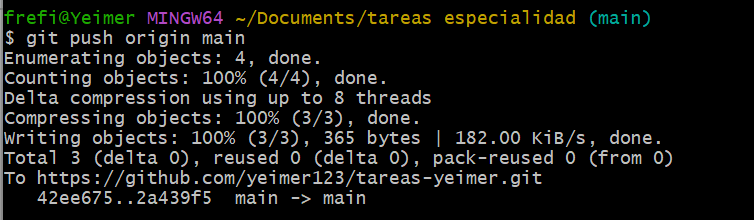 frefi@Yeimer MINGW64 ~/Documents/tareas especialidad (main)
$ git push origin main
Enumerating objects: 4, done.
Counting objects: 100% (4/4), done.
Delta compression using up to 8 threads
Compressing objects: 100% (3/3), done.
Writing objects: 100% (3/3), 365 bytes | 182.00 KiB/s, done.
Total 3 (delta 0), reused 0 (delta 0), pack-reused 0 (from 0)
To https://github.com/yeimer123/tareas-yeimer.git
   42ee675..2a439f5  main -> main